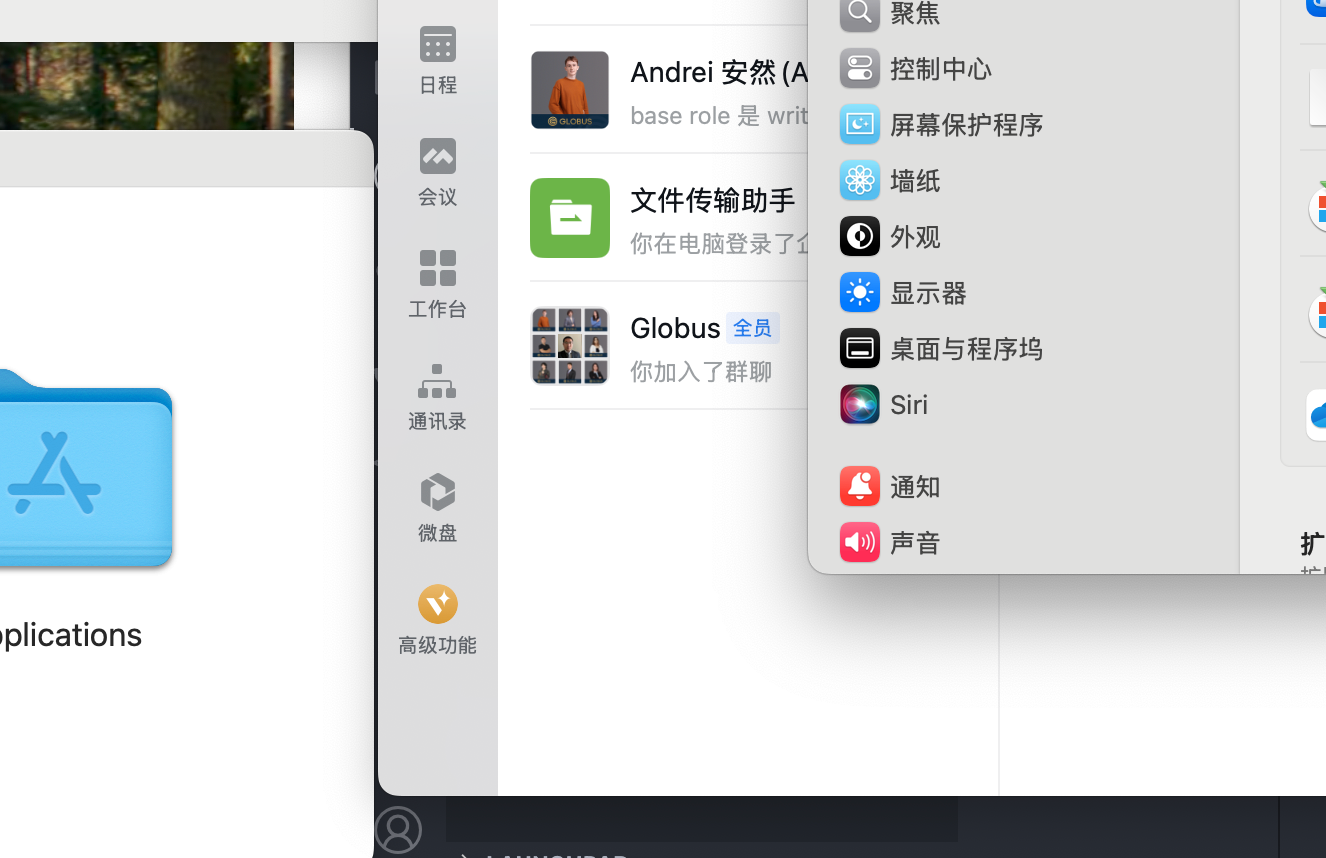 日程
会议
工作台
通讯录
微盘
高级功能
Andrei 安然 (A
base role 是 writ
文件传输助手
你在电脑登录了企
Globus 全员
你加入了群聊
GLOBUS
聚焦
控制中心
屏幕保护程序
墙纸
外观
显示器
桌面与程序坞
Siri
通知
声音
扩
pplications